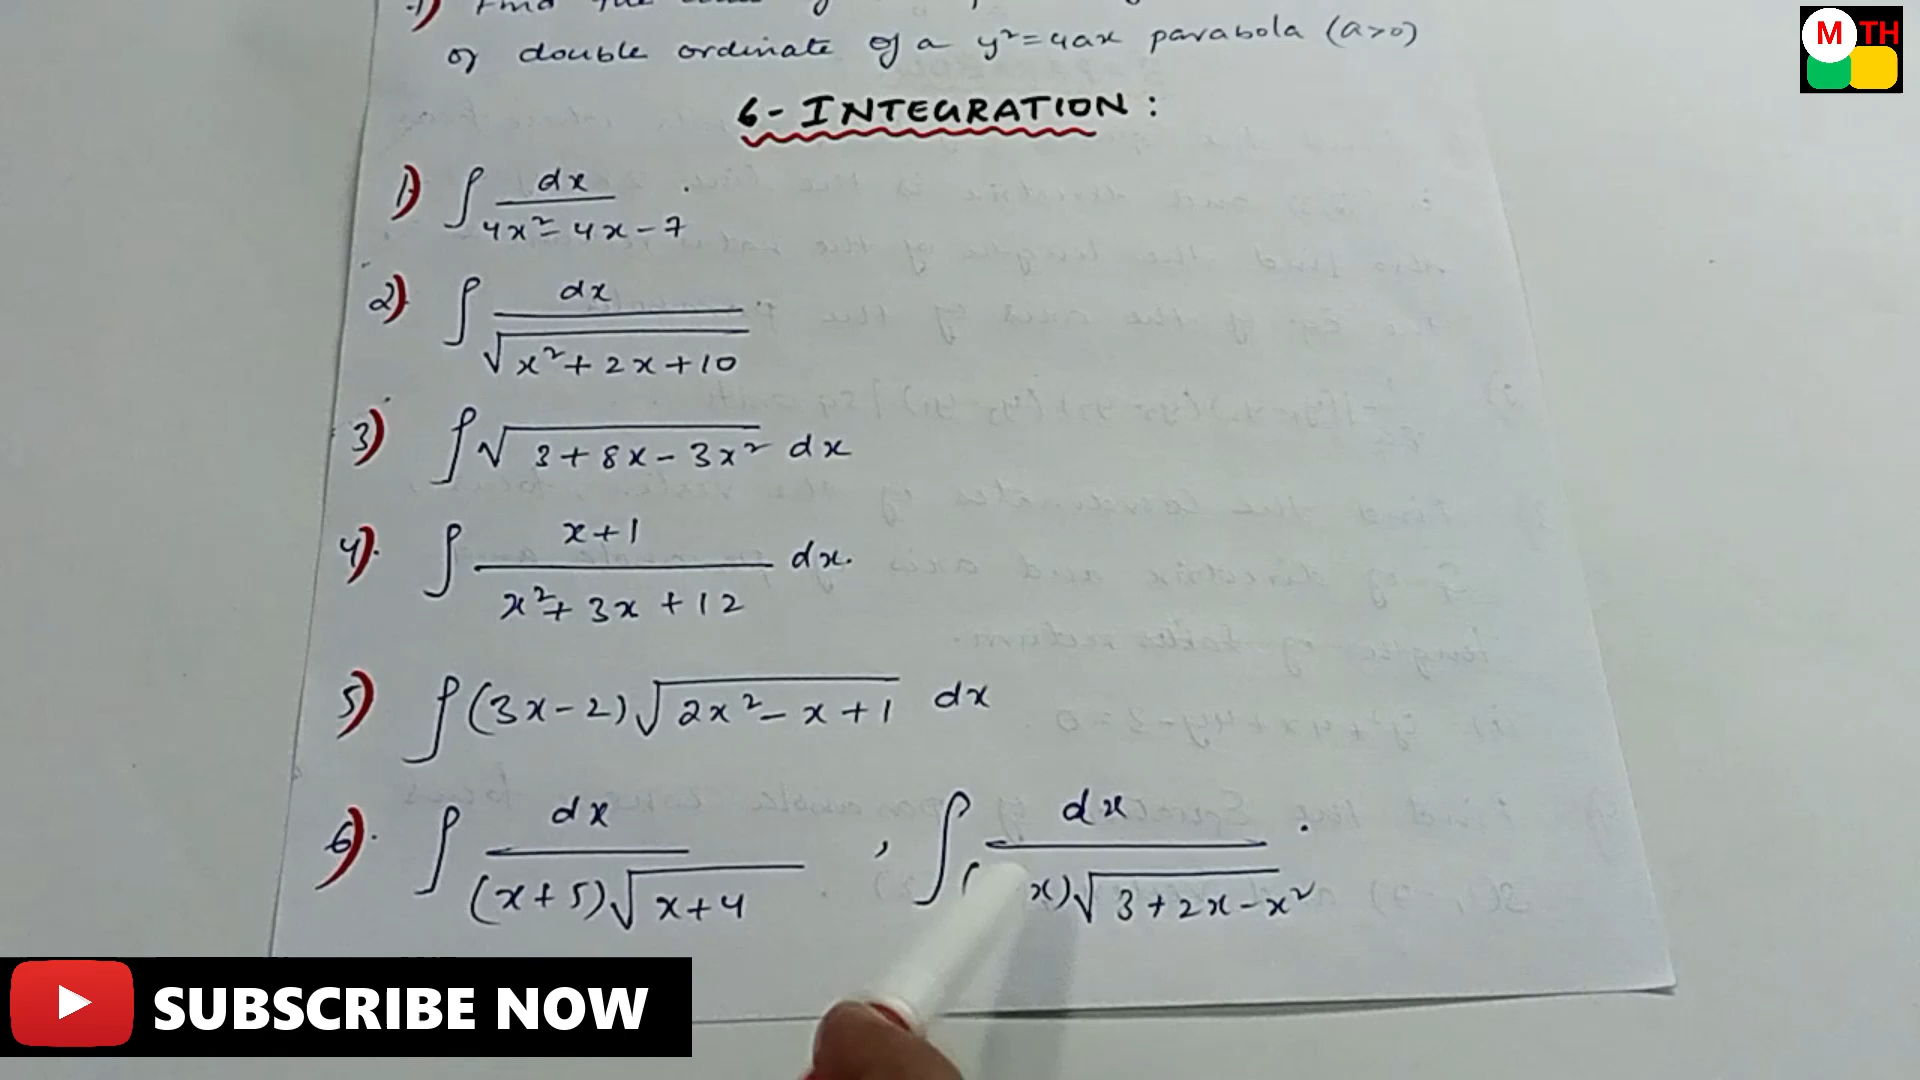 or double ordinate of a y²=4ax parabola (a>0)
M TH
6- INTEGRATION :
1) ∫ dx / 4x²- 4x-7
2) ∫ dx / √x²+2x+10
3) ∫√3+8x-3x² dx
4). ∫ x+1 / x²+3x+12 dx.
5) ∫(3x-2)√2x²-x+1 dx
6). ∫ dx / (x+5)√x+4 , ∫ dx / ( x)√3+2x-x² .
SUBSCRIBE NOW